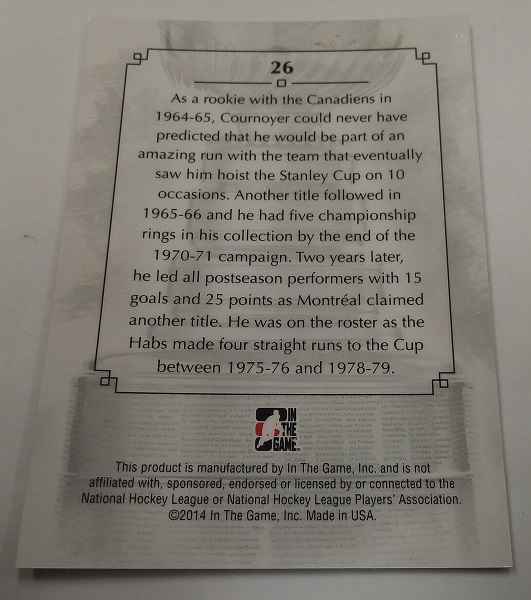 26
As a rookie with the Canadiens in
1964-65, Cournoyer could never have
predicted that he would be part of an
amazing run with the team that eventually
saw him hoist the Stanley Cup on 10
occasions. Another title followed in
1965-66 and he had five championship
rings in his collection by the end of the
1970-71 campaign. Two years later,
he led all postseason performers with 15
goals and 25 points as Montréal claimed
another title. He was on the roster as the
Habs made four straight runs to the Cup
between 1975-76 and 1978-79.
IN
THE
GAME
This product is manufactured by In The Game, Inc. and is not
affiliated with, sponsored, endorsed or licensed by or connected to the
National Hockey League or National Hockey League Players' Association.
©2014 In The Game, Inc. Made in USA.